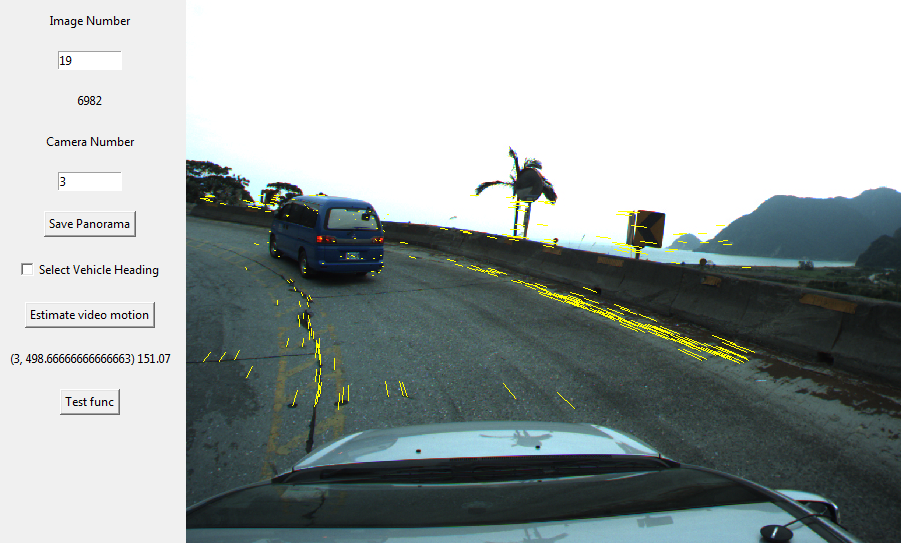 Image Number
19
6982
Camera Number
3
Save Panorama
Select Vehicle Heading
Estimate video motion
(3, 498.66666666666663) 151.07
Test func